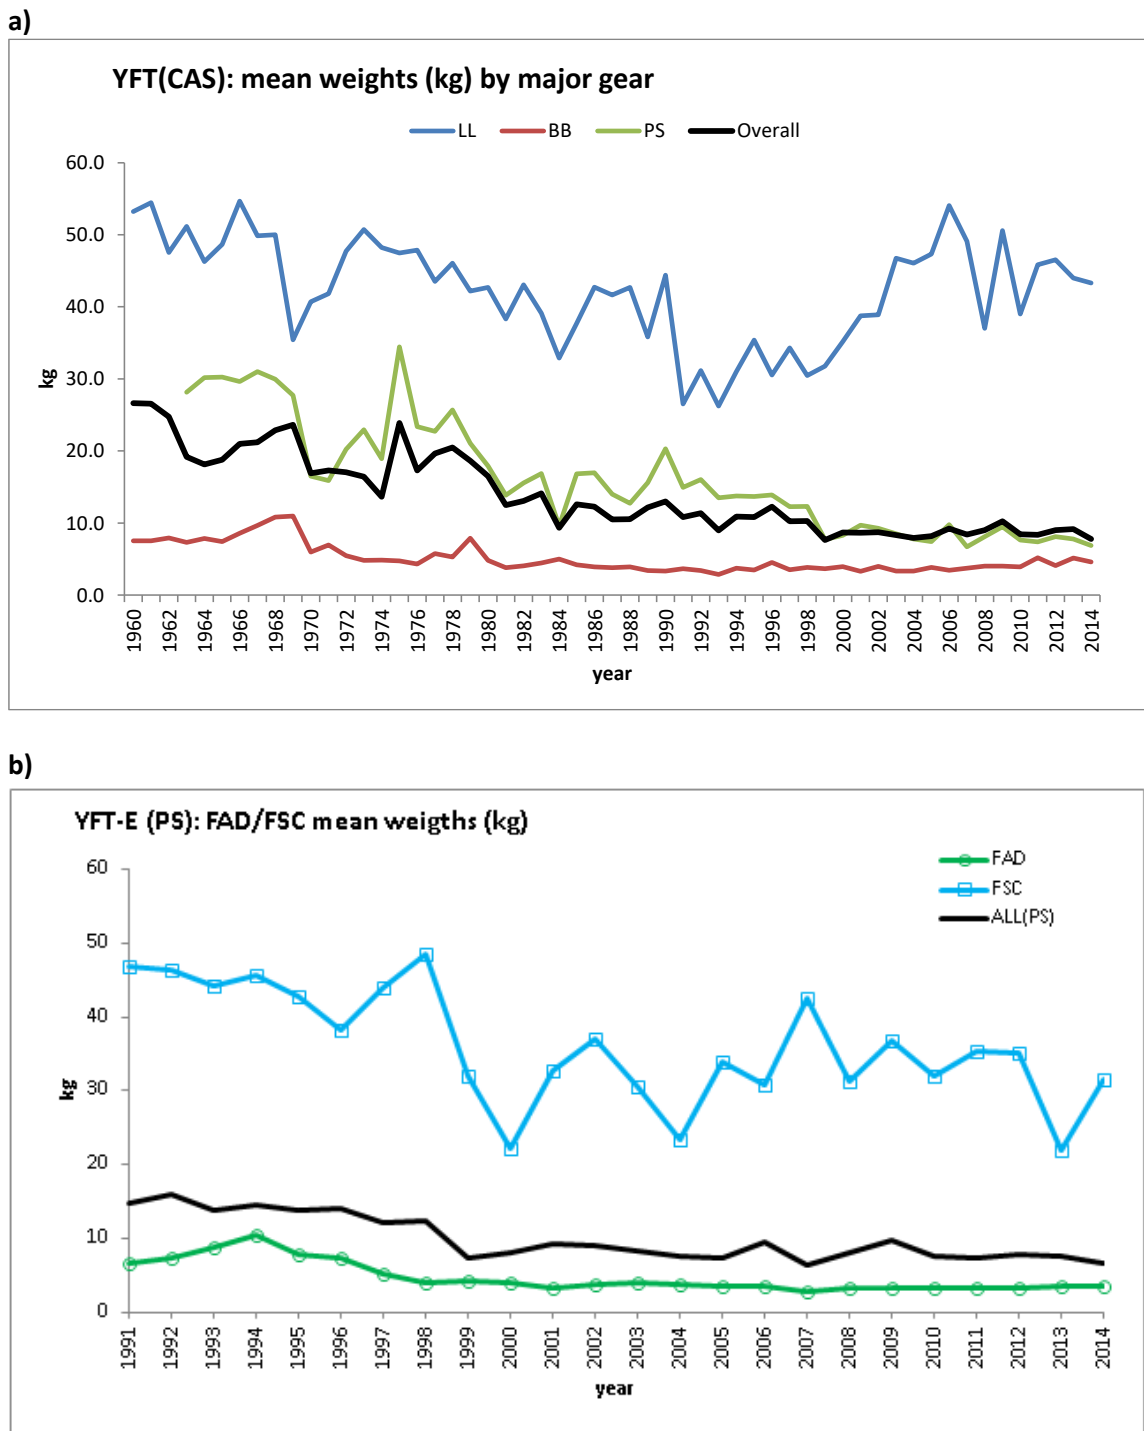 a)
YFT(CAS): mean weights (kg) by major gear
LL BB PS Overall
60.0
50.0
40.0
30.0
20.0
10.0
0.0
kg
1960 1962 1964 1966 1968 1970 1972 1974 1976 1978 1980 1982 1984 1986 1988 1990 1992 1994 1996 1998 2000 2002 2004 2006 2008 2010 2012 2014
year
b)
YFT-E (PS): FAD/FSC mean weigths (kg)
FAD
FSC
ALL(PS)
60
50
40
30
20
10
0
kg
1991 1992 1993 1994 1995 1996 1997 1998 1999 2000 2001 2002 2003 2004 2005 2006 2007 2008 2009 2010 2011 2012 2013 2014
year